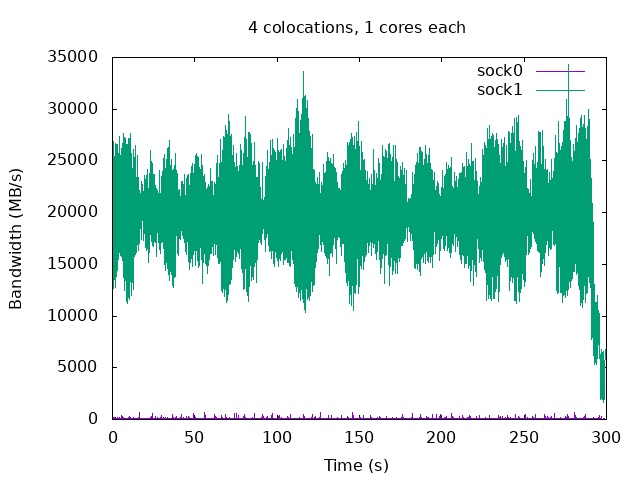 4 colocations, 1 cores each
35000
30000
25000
20000
15000
10000
5000
0
Bandwidth (MB/s)
sock0
sock1
0 50 100 150 200 250 300
Time (s)